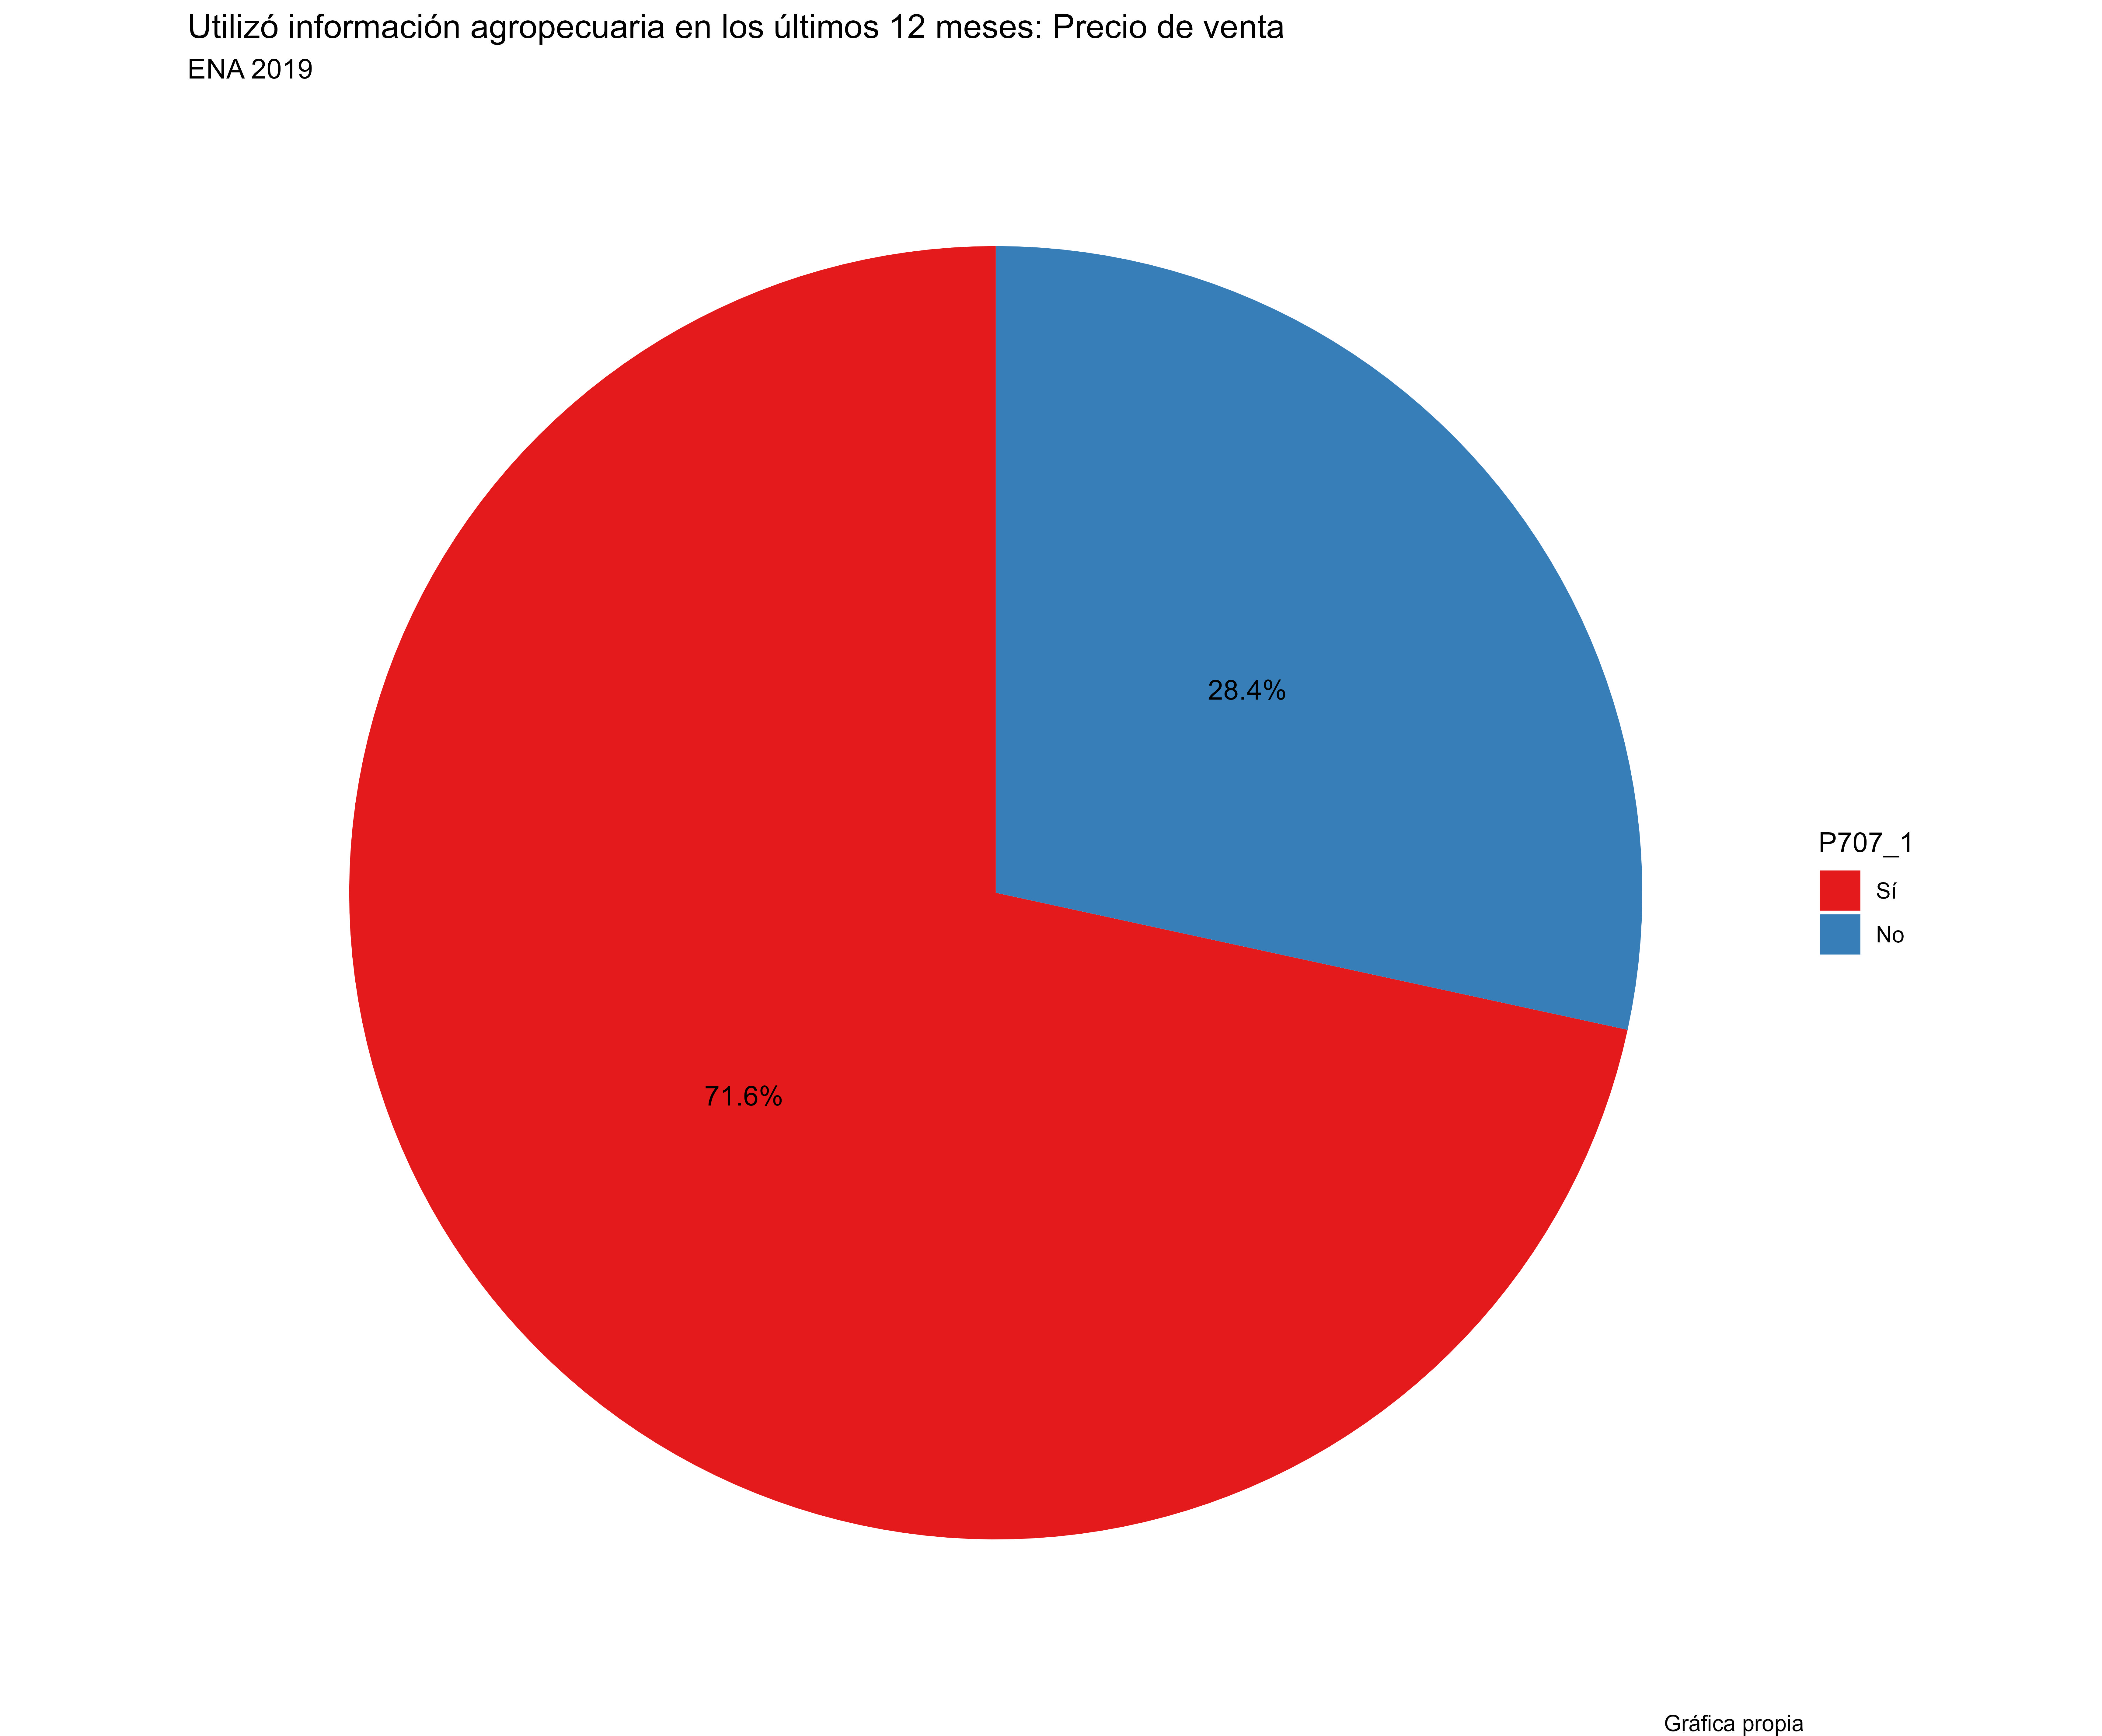 Utilizó información agropecuaria en los últimos 12 meses: Precio de venta
ENA 2019
28.4%
71.6%
P707_1
Sí
No
Gráfica propia